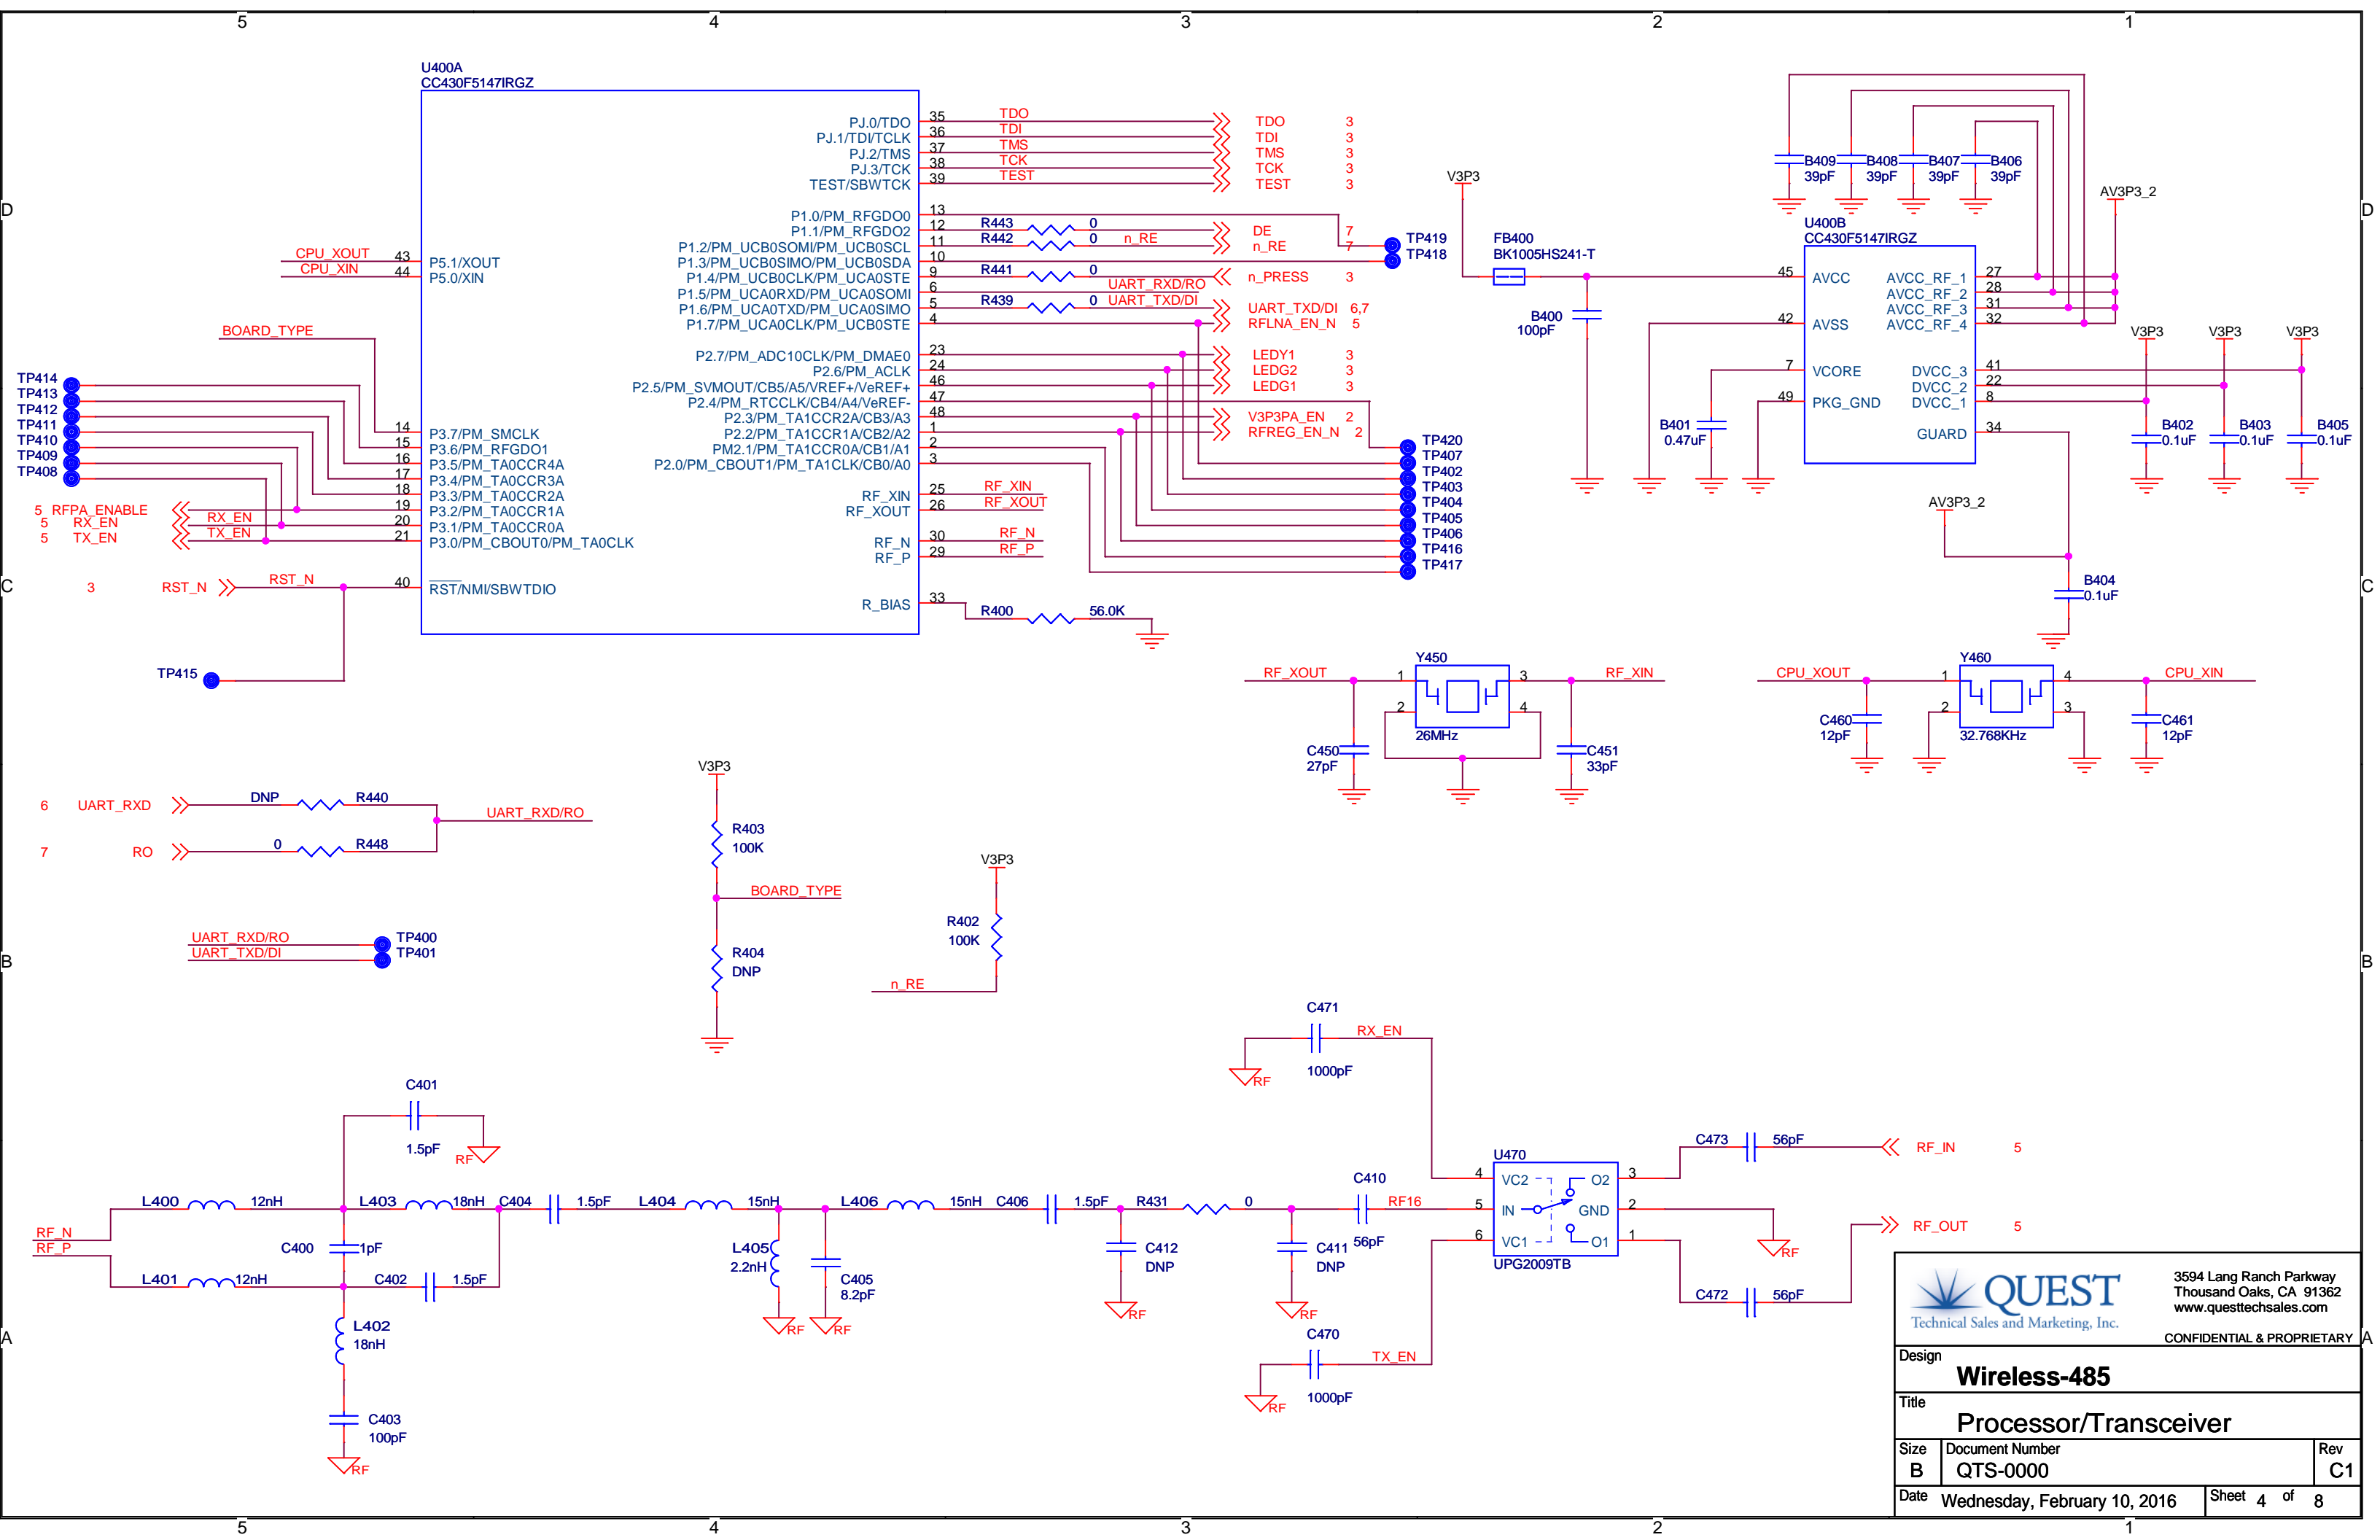 5 4 3 2 1
U400A
CC430F5147IRGZ
PJ.0/TDO 35 TDO TDO 3
PJ.1/TDI/TCLK 36 TDI TDI 3
PJ.2/TMS 37 TMS TMS 3
PJ.3/TCK 38 TCK TCK 3
TEST/SBWTCK 39 TEST TEST 3
P1.0/PM_RFGDO0 13
P1.1/PM_RFGDO2 12 R443 0 DE 7
P1.2/PM_UCB0SOMI/PM_UCB0SCL 11 R442 0 n_RE n_RE 7
P1.3/PM_UCB0SIMO/PM_UCB0SDA 10
P1.4/PM_UCB0CLK/PM_UCA0STE 9 R441 0 n_PRESS 3
P1.5/PM_UCA0RXD/PM_UCA0SOMI 6 UART_RXD/RO
P1.6/PM_UCA0TXD/PM_UCA0SIMO 5 R439 0 UART_TXD/DI UART_TXD/DI 6,7
P1.7/PM_UCA0CLK/PM_UCB0STE 4 RFLNA_EN_N 5
TP419
TP418
P2.7/PM_ADC10CLK/PM_DMAE0 23 LEDY1 3
P2.6/PM_ACLK 24 LEDG2 3
P2.5/PM_SVMOUT/CB5/A5/VREF+/VeREF+ 46 LEDG1 3
P2.4/PM_RTCCLK/CB4/A4/VeREF- 47
P2.3/PM_TA1CCR2A/CB3/A3 48 V3P3PA_EN 2
P2.2/PM_TA1CCR1A/CB2/A2 1 RFREG_EN_N 2
PM2.1/PM_TA1CCR0A/CB1/A1 2
P2.0/PM_CBOUT1/PM_TA1CLK/CB0/A0 3
RF_XIN 25 RF_XIN
RF_XOUT 26 RF_XOUT
RF_N 30 RF_N
RF_P 29 RF_P
R_BIAS 33 R400 56.0K
TP420
TP407
TP402
TP403
TP404
TP405
TP406
TP416
TP417
CPU_XOUT 43 P5.1/XOUT
CPU_XIN 44 P5.0/XIN
BOARD_TYPE
TP414
TP413
TP412
TP411
TP410
TP409
TP408
14 P3.7/PM_SMCLK
15 P3.6/PM_RFGDO1
16 P3.5/PM_TA0CCR4A
17 P3.4/PM_TA0CCR3A
18 P3.3/PM_TA0CCR2A
5 RFPA_ENABLE 19 P3.2/PM_TA0CCR1A
5 RX_EN RX_EN 20 P3.1/PM_TA0CCR0A
5 TX_EN TX_EN 21 P3.0/PM_CBOUT0/PM_TA0CLK
3 RST_N RST_N 40 RST/NMI/SBWTDIO
TP415
V3P3
FB400
BK1005HS241-T
B400
100pF
B409 B408 B407 B406
39pF 39pF 39pF 39pF
AV3P3_2
U400B
CC430F5147IRGZ
45 AVCC AVCC_RF_1 27
AVCC_RF_2 28
AVCC_RF_3 31
42 AVSS AVCC_RF_4 32
7 VCORE DVCC_3 41
DVCC_2 22
49 PKG_GND DVCC_1 8
GUARD 34
V3P3 V3P3 V3P3
B401
0.47uF
B402 B403 B405
0.1uF 0.1uF 0.1uF
AV3P3_2
B404
0.1uF
Y450
RF_XOUT 1 3 RF_XIN
2 4
26MHz
C450
27pF
C451
33pF
Y460
CPU_XOUT 1 4 CPU_XIN
2 3
32.768KHz
C460
12pF
C461
12pF
6 UART_RXD DNP R440
UART_RXD/RO
7 RO 0 R448
UART_RXD/RO TP400
UART_TXD/DI TP401
V3P3
R403
100K
BOARD_TYPE
R404
DNP
V3P3
R402
100K
n_RE
C471
RX_EN
1000pF
RF
C401
1.5pF
RF
RF_N
RF_P
L400 12nH
L403 18nH
C404 1.5pF
L404 15nH
L406 15nH
C406 1.5pF
R431 0
C410
56pF
RF16
C400 1pF
L401 12nH
C402 1.5pF
L402
18nH
C403
100pF
RF
L405
2.2nH
RF
C405
8.2pF
RF
C412
DNP
RF
C411
DNP
RF
C470
TX_EN
1000pF
RF
U470
4 VC2 O2 3
5 IN GND 2
6 VC1 O1 1
UPG2009TB
C473 56pF RF_IN 5
RF
RF_OUT 5
C472 56pF
QUEST
Technical Sales and Marketing, Inc.
3594 Lang Ranch Parkway
Thousand Oaks, CA 91362
www.questtechsales.com
CONFIDENTIAL & PROPRIETARY
Design
Wireless-485
Title
Processor/Transceiver
Size Document Number Rev
B QTS-0000 C1
Date Wednesday, February 10, 2016 Sheet 4 of 8
D D
C C
B B
A A
5 4 3 2 1